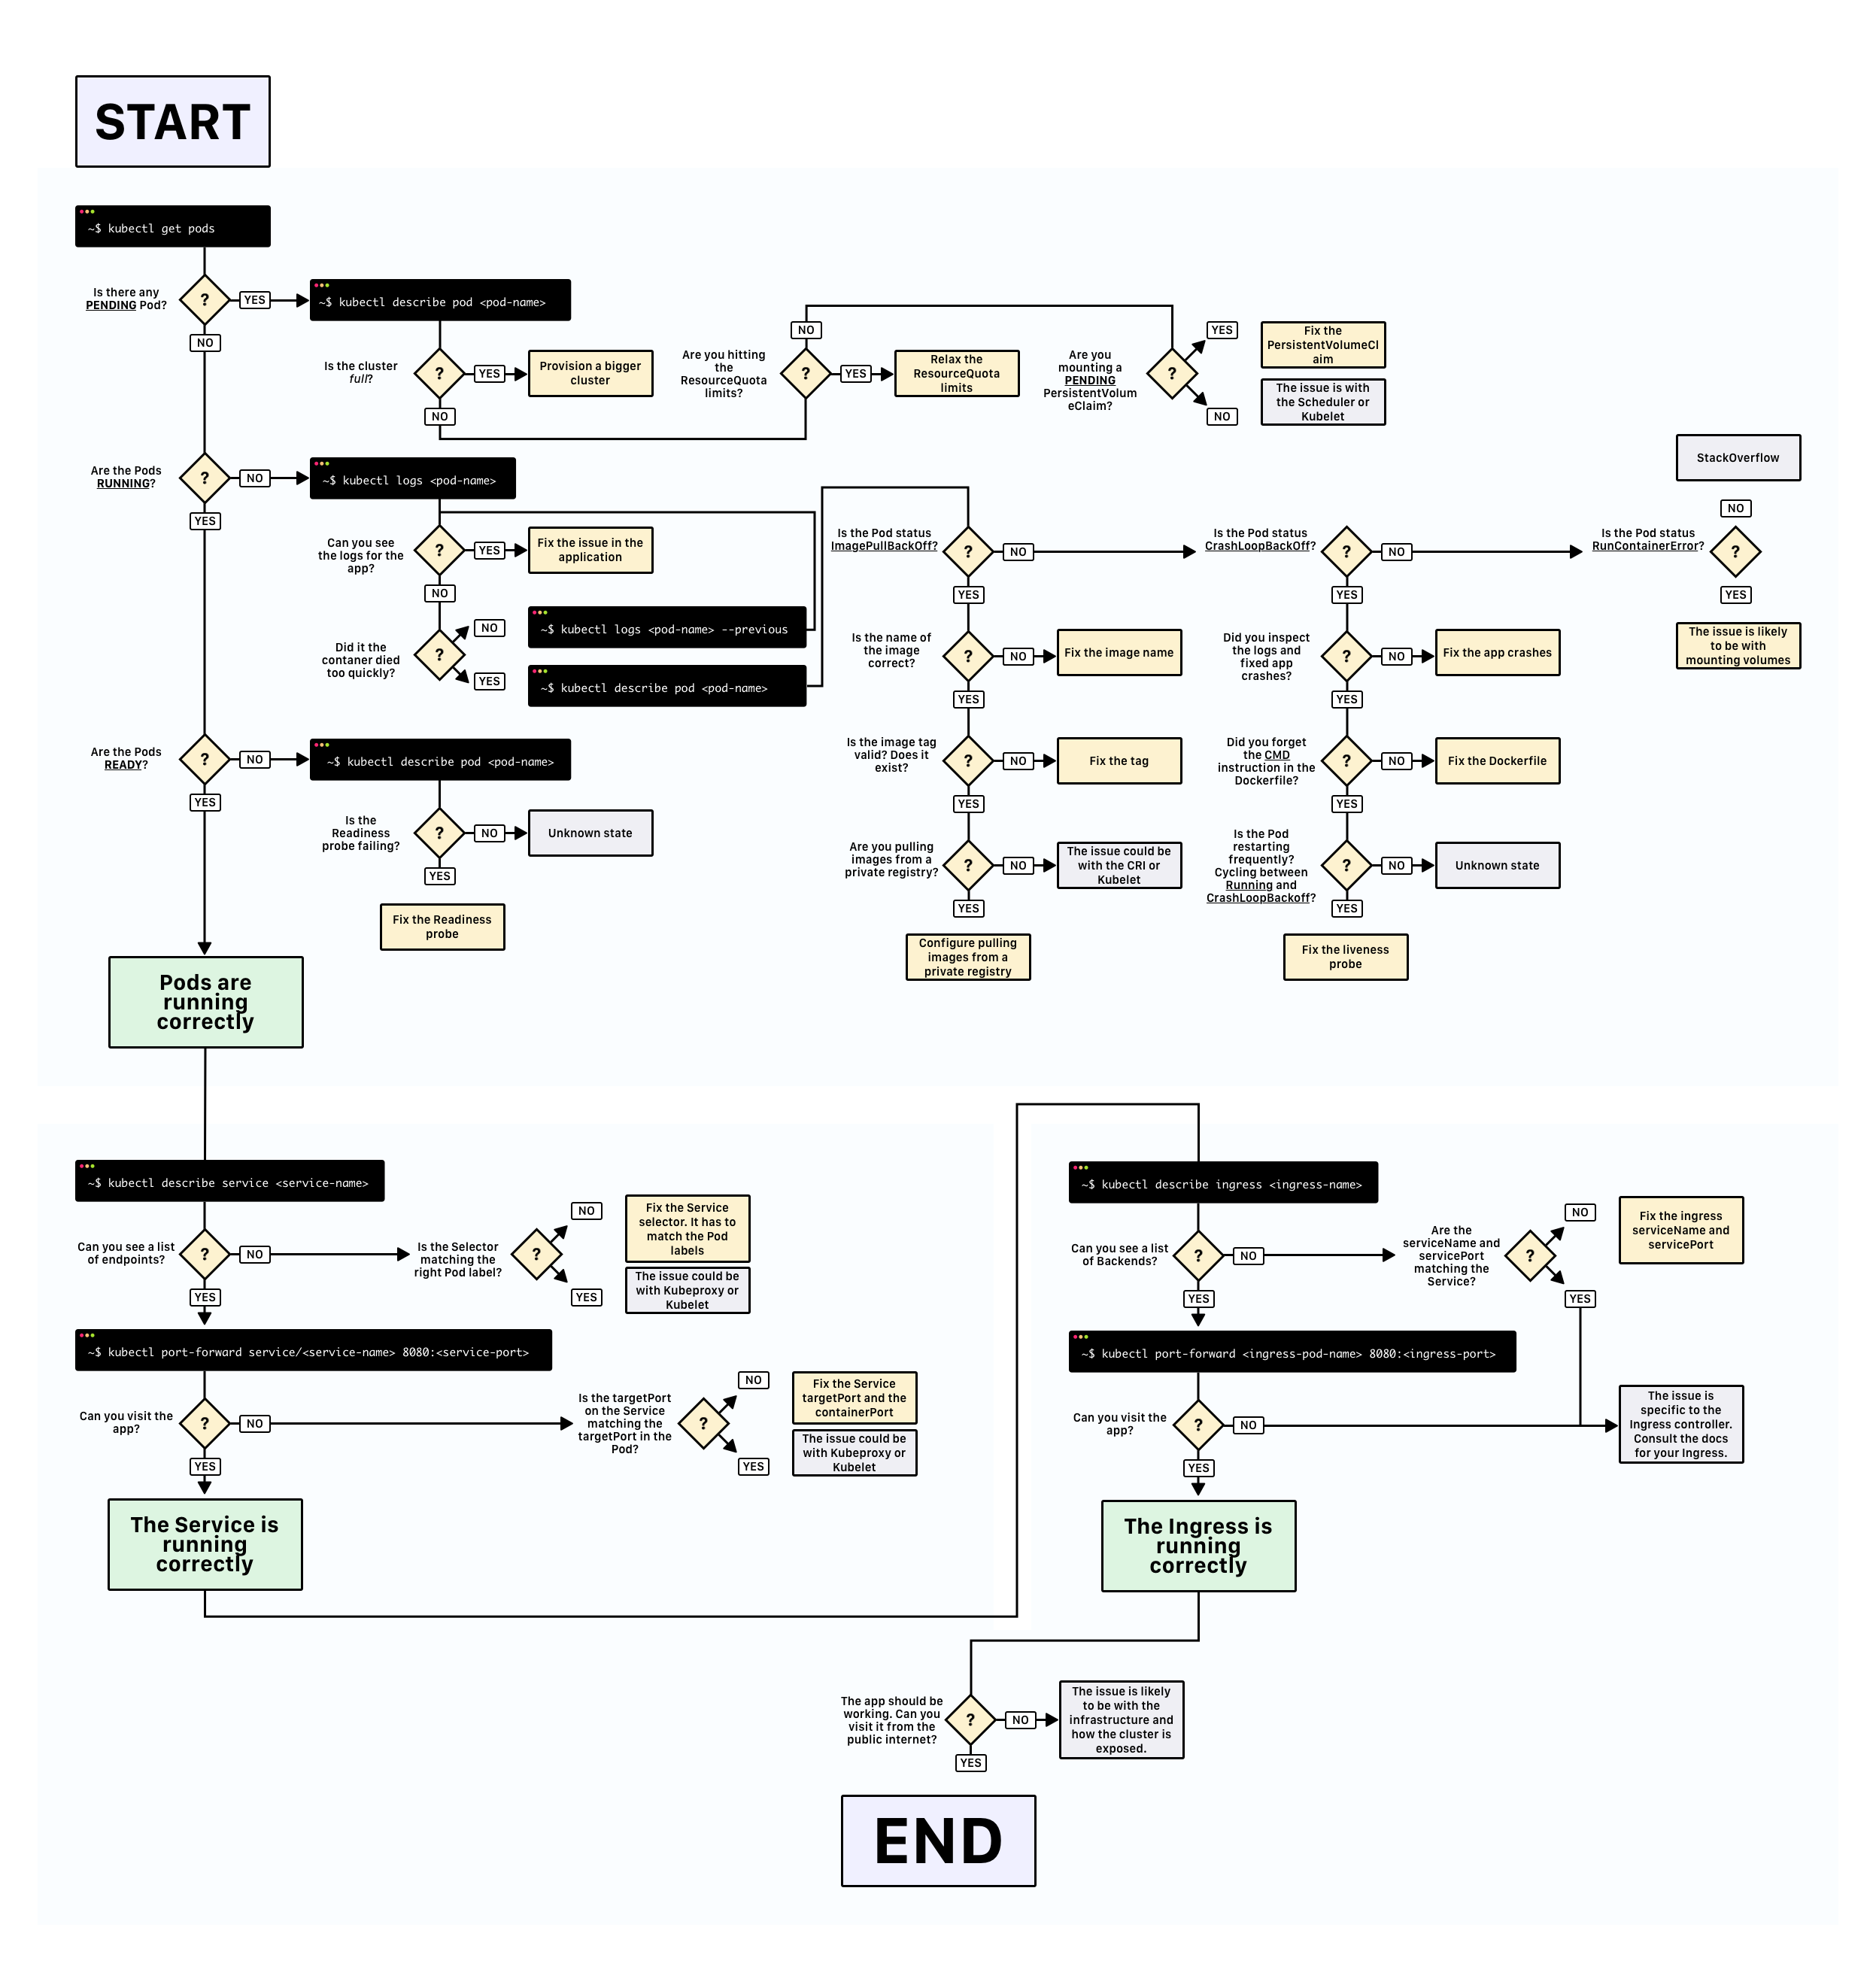 START
~$ kubectl get pods
Is there any
PENDING Pod?
?
YES
NO
~$ kubectl describe pod <pod-name>
Is the cluster
full?
?
YES
Provision a bigger
cluster
NO
Are you hitting
the
ResourceQuota
limits?
NO
?
YES
Relax the
ResourceQuota
limits
Are you
mounting a
PENDING
PersistentVolum
eClaim?
?
YES
Fix the
PersistentVolumeCl
aim
NO
The issue is with
the Scheduler or
Kubelet
Are the Pods
RUNNING?
?
NO
YES
~$ kubectl logs <pod-name>
Can you see
the logs for the
app?
?
YES
Fix the issue in the
application
NO
Did it the
contaner died
too quickly?
?
NO
~$ kubectl logs <pod-name> --previous
YES
~$ kubectl describe pod <pod-name>
Is the Pod status
ImagePullBackOff?
?
NO
YES
Is the name of
the image
correct?
?
NO
Fix the image name
YES
Is the image tag
valid? Does it
exist?
?
NO
Fix the tag
YES
Are you pulling
images from a
private registry?
?
NO
The issue could be
with the CRI or
Kubelet
YES
Configure pulling
images from a
private registry
Is the Pod status
CrashLoopBackOff?
?
NO
YES
Did you inspect
the logs and
fixed app
crashes?
?
NO
Fix the app crashes
YES
Did you forget
the CMD
instruction in the
Dockerfile?
?
NO
Fix the Dockerfile
YES
Is the Pod
restarting
frequently?
Cycling between
Running and
CrashLoopBackoff?
?
NO
Unknown state
YES
Fix the liveness
probe
StackOverflow
NO
Is the Pod status
RunContainerError?
?
YES
The issue is likely
to be with
mounting volumes
Are the Pods
READY?
?
NO
YES
~$ kubectl describe pod <pod-name>
Is the
Readiness
probe failing?
?
NO
Unknown state
YES
Fix the Readiness
probe
Pods are
running
correctly
~$ kubectl describe service <service-name>
Can you see a list
of endpoints?
?
NO
YES
Is the Selector
matching the
right Pod label?
?
NO
Fix the Service
selector. It has to
match the Pod
labels
YES
The issue could be
with Kubeproxy or
Kubelet
~$ kubectl port-forward service/<service-name> 8080:<service-port>
Can you visit the
app?
?
NO
YES
Is the targetPort
on the Service
matching the
targetPort in the
Pod?
?
NO
Fix the Service
targetPort and the
containerPort
YES
The issue could be
with Kubeproxy or
Kubelet
The Service is
running
correctly
~$ kubectl describe ingress <ingress-name>
Can you see a list
of Backends?
?
NO
YES
Are the
serviceName and
servicePort
matching the
Service?
?
NO
Fix the ingress
serviceName and
servicePort
YES
~$ kubectl port-forward <ingress-pod-name> 8080:<ingress-port>
Can you visit the
app?
?
NO
YES
The issue is
specific to the
Ingress controller.
Consult the docs
for your Ingress.
The Ingress is
running
correctly
The app should be
working. Can you
visit it from the
public internet?
?
NO
The issue is likely
to be with the
infrastructure and
how the cluster is
exposed.
YES
END